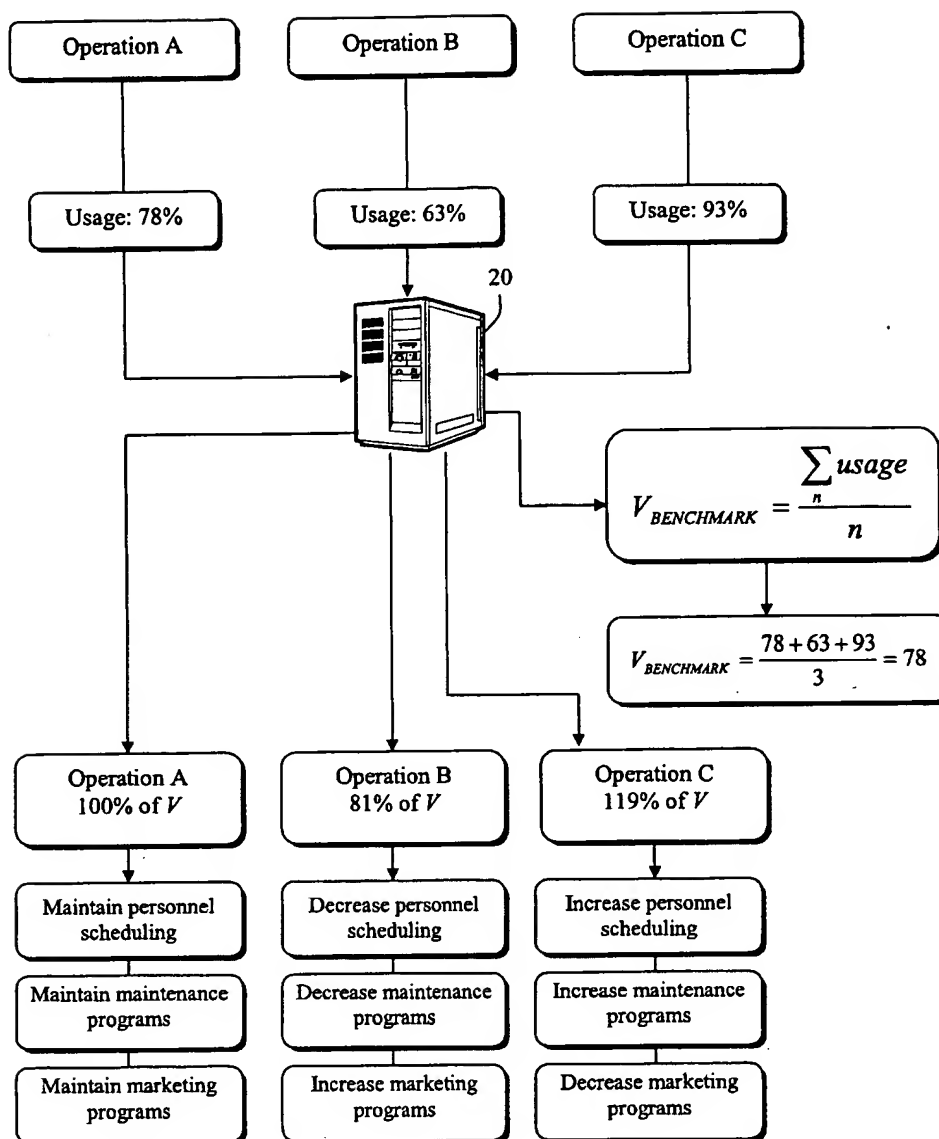 Operation A
Operation B
Operation C
Usage: 78%
Usage: 63%
Usage: 93%
20
V_BENCHMARK = ∑_n usage / n
V_BENCHMARK = 78 + 63 + 93 / 3 = 78
Operation A
100% of V
Operation B
81% of V
Operation C
119% of V
Maintain personnel
scheduling
Decrease personnel
scheduling
Increase personnel
scheduling
Maintain maintenance
programs
Decrease maintenance
programs
Increase maintenance
programs
Maintain marketing
programs
Increase marketing
programs
Decrease marketing
programs